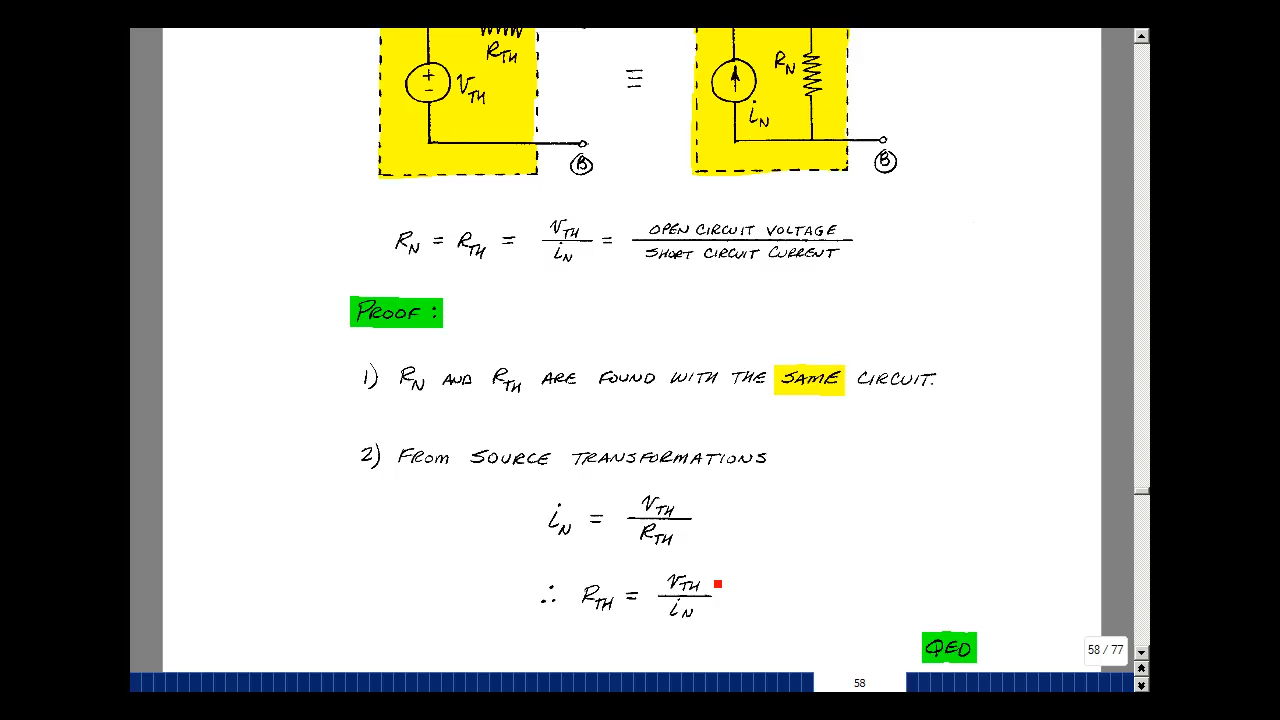 R_TH
+
-
V_TH
≡
R_N
i_N
B
B
R_N = R_TH = V_TH / i_N = OPEN CIRCUIT VOLTAGE / SHORT CIRCUIT CURRENT
PROOF:
1) R_N AND R_TH ARE FOUND WITH THE SAME CIRCUIT.
2) FROM SOURCE TRANSFORMATIONS
i_N = V_TH / R_TH
∴ R_TH = V_TH / i_N
QED
58 / 77
58